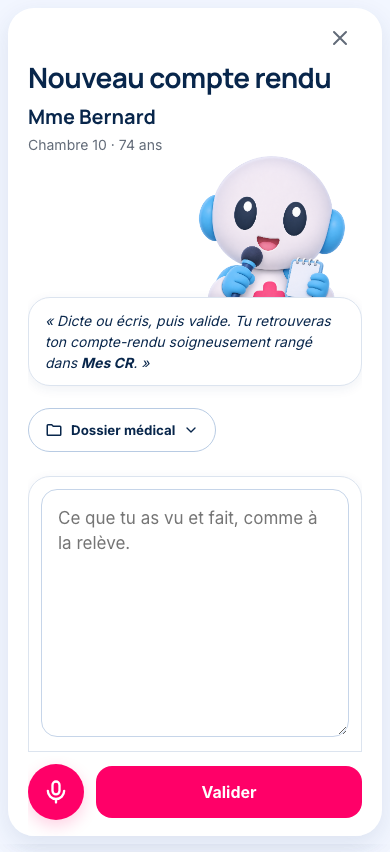 Nouveau compte rendu
Mme Bernard
Chambre 10 · 74 ans
« Dicte ou écris, puis valide. Tu retrouveras
ton compte-rendu soigneusement rangé
dans Mes CR. »
Dossier médical
Ce que tu as vu et fait, comme à
la relève.
Valider